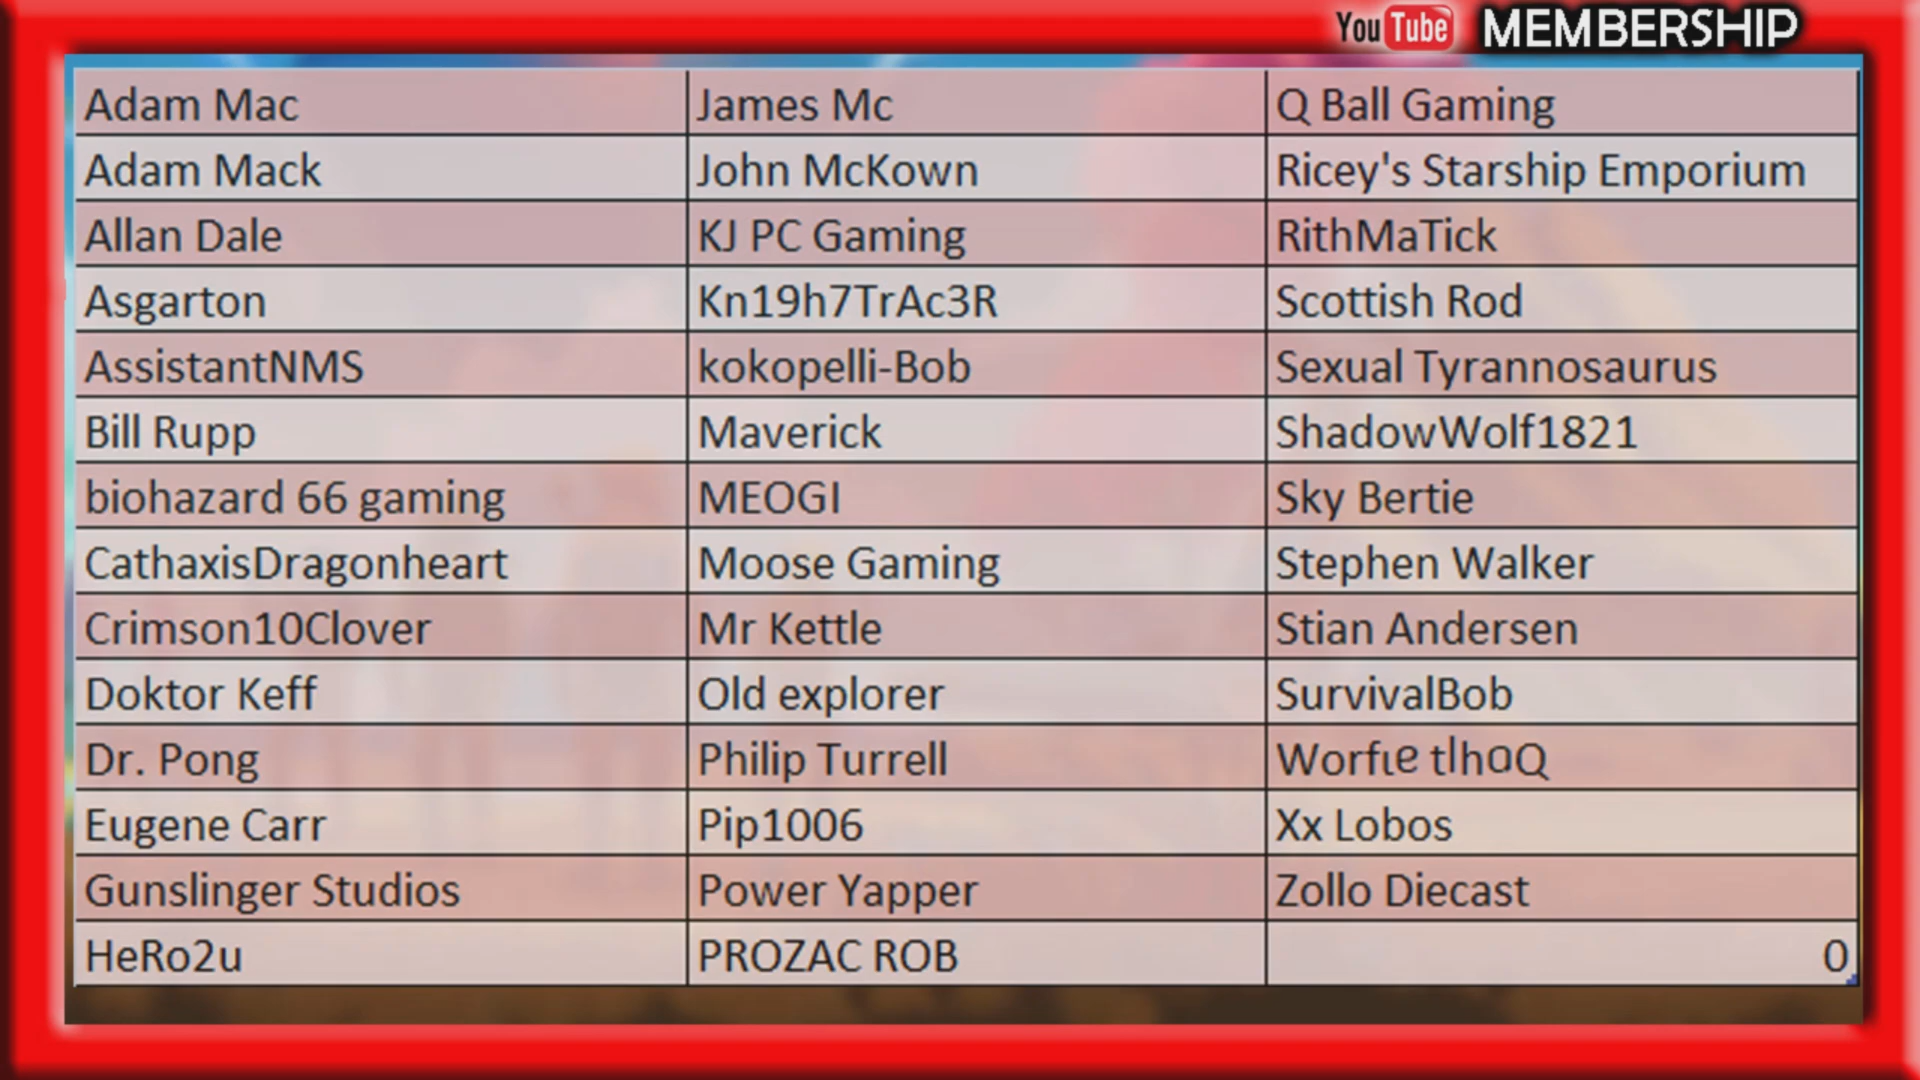 YouTube MEMBERSHIP
Adam Mac James Mc Q Ball Gaming
Adam Mack John McKown Ricey's Starship Emporium
Allan Dale KJ PC Gaming RithMaTick
Asgarton Kn19h7TrAc3R Scottish Rod
AssistantNMS kokopelli-Bob Sexual Tyrannosaurus
Bill Rupp Maverick ShadowWolf1821
biohazard 66 gaming MEOGI Sky Bertie
CathaxisDragonheart Moose Gaming Stephen Walker
Crimson10Clover Mr Kettle Stian Andersen
Doktor Keff Old explorer SurvivalBob
Dr. Pong Philip Turrell Worfιɐ tlhɑQ
Eugene Carr Pip1006 Xx Lobos
Gunslinger Studios Power Yapper Zollo Diecast
HeRo2u PROZAC ROB 0